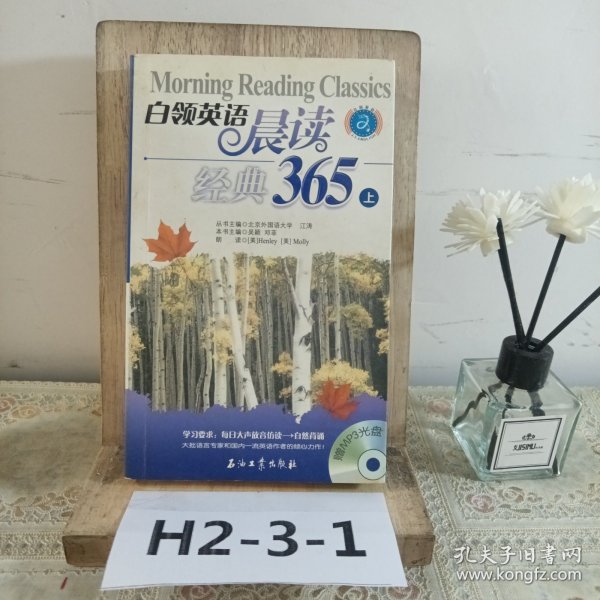 Morning Reading Classics
白领英语
晨读
经典365 上
丛书主编◇北京外国语大学 江涛
本书主编◇吴颖 邓菲
朗 读◇[美]Henley [美] Molly
学习要求：每日大声放音仿读→自然背诵
大批语言专家和国内一流英语作者的倾心力作！
附赠MP3光盘
石油工业出版社
H2-3-1
孔夫子旧书网
www.kongfz.com